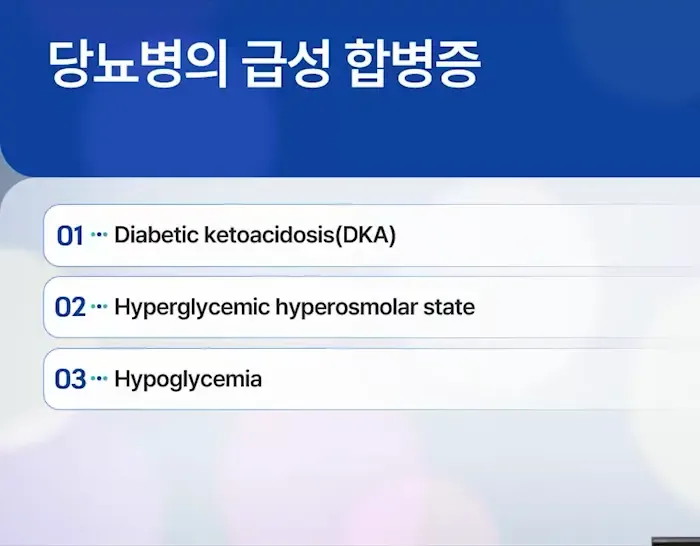 당뇨병의 급성 합병증
01 ··· Diabetic ketoacidosis(DKA)
02 ··· Hyperglycemic hyperosmolar state
03 ··· Hypoglycemia